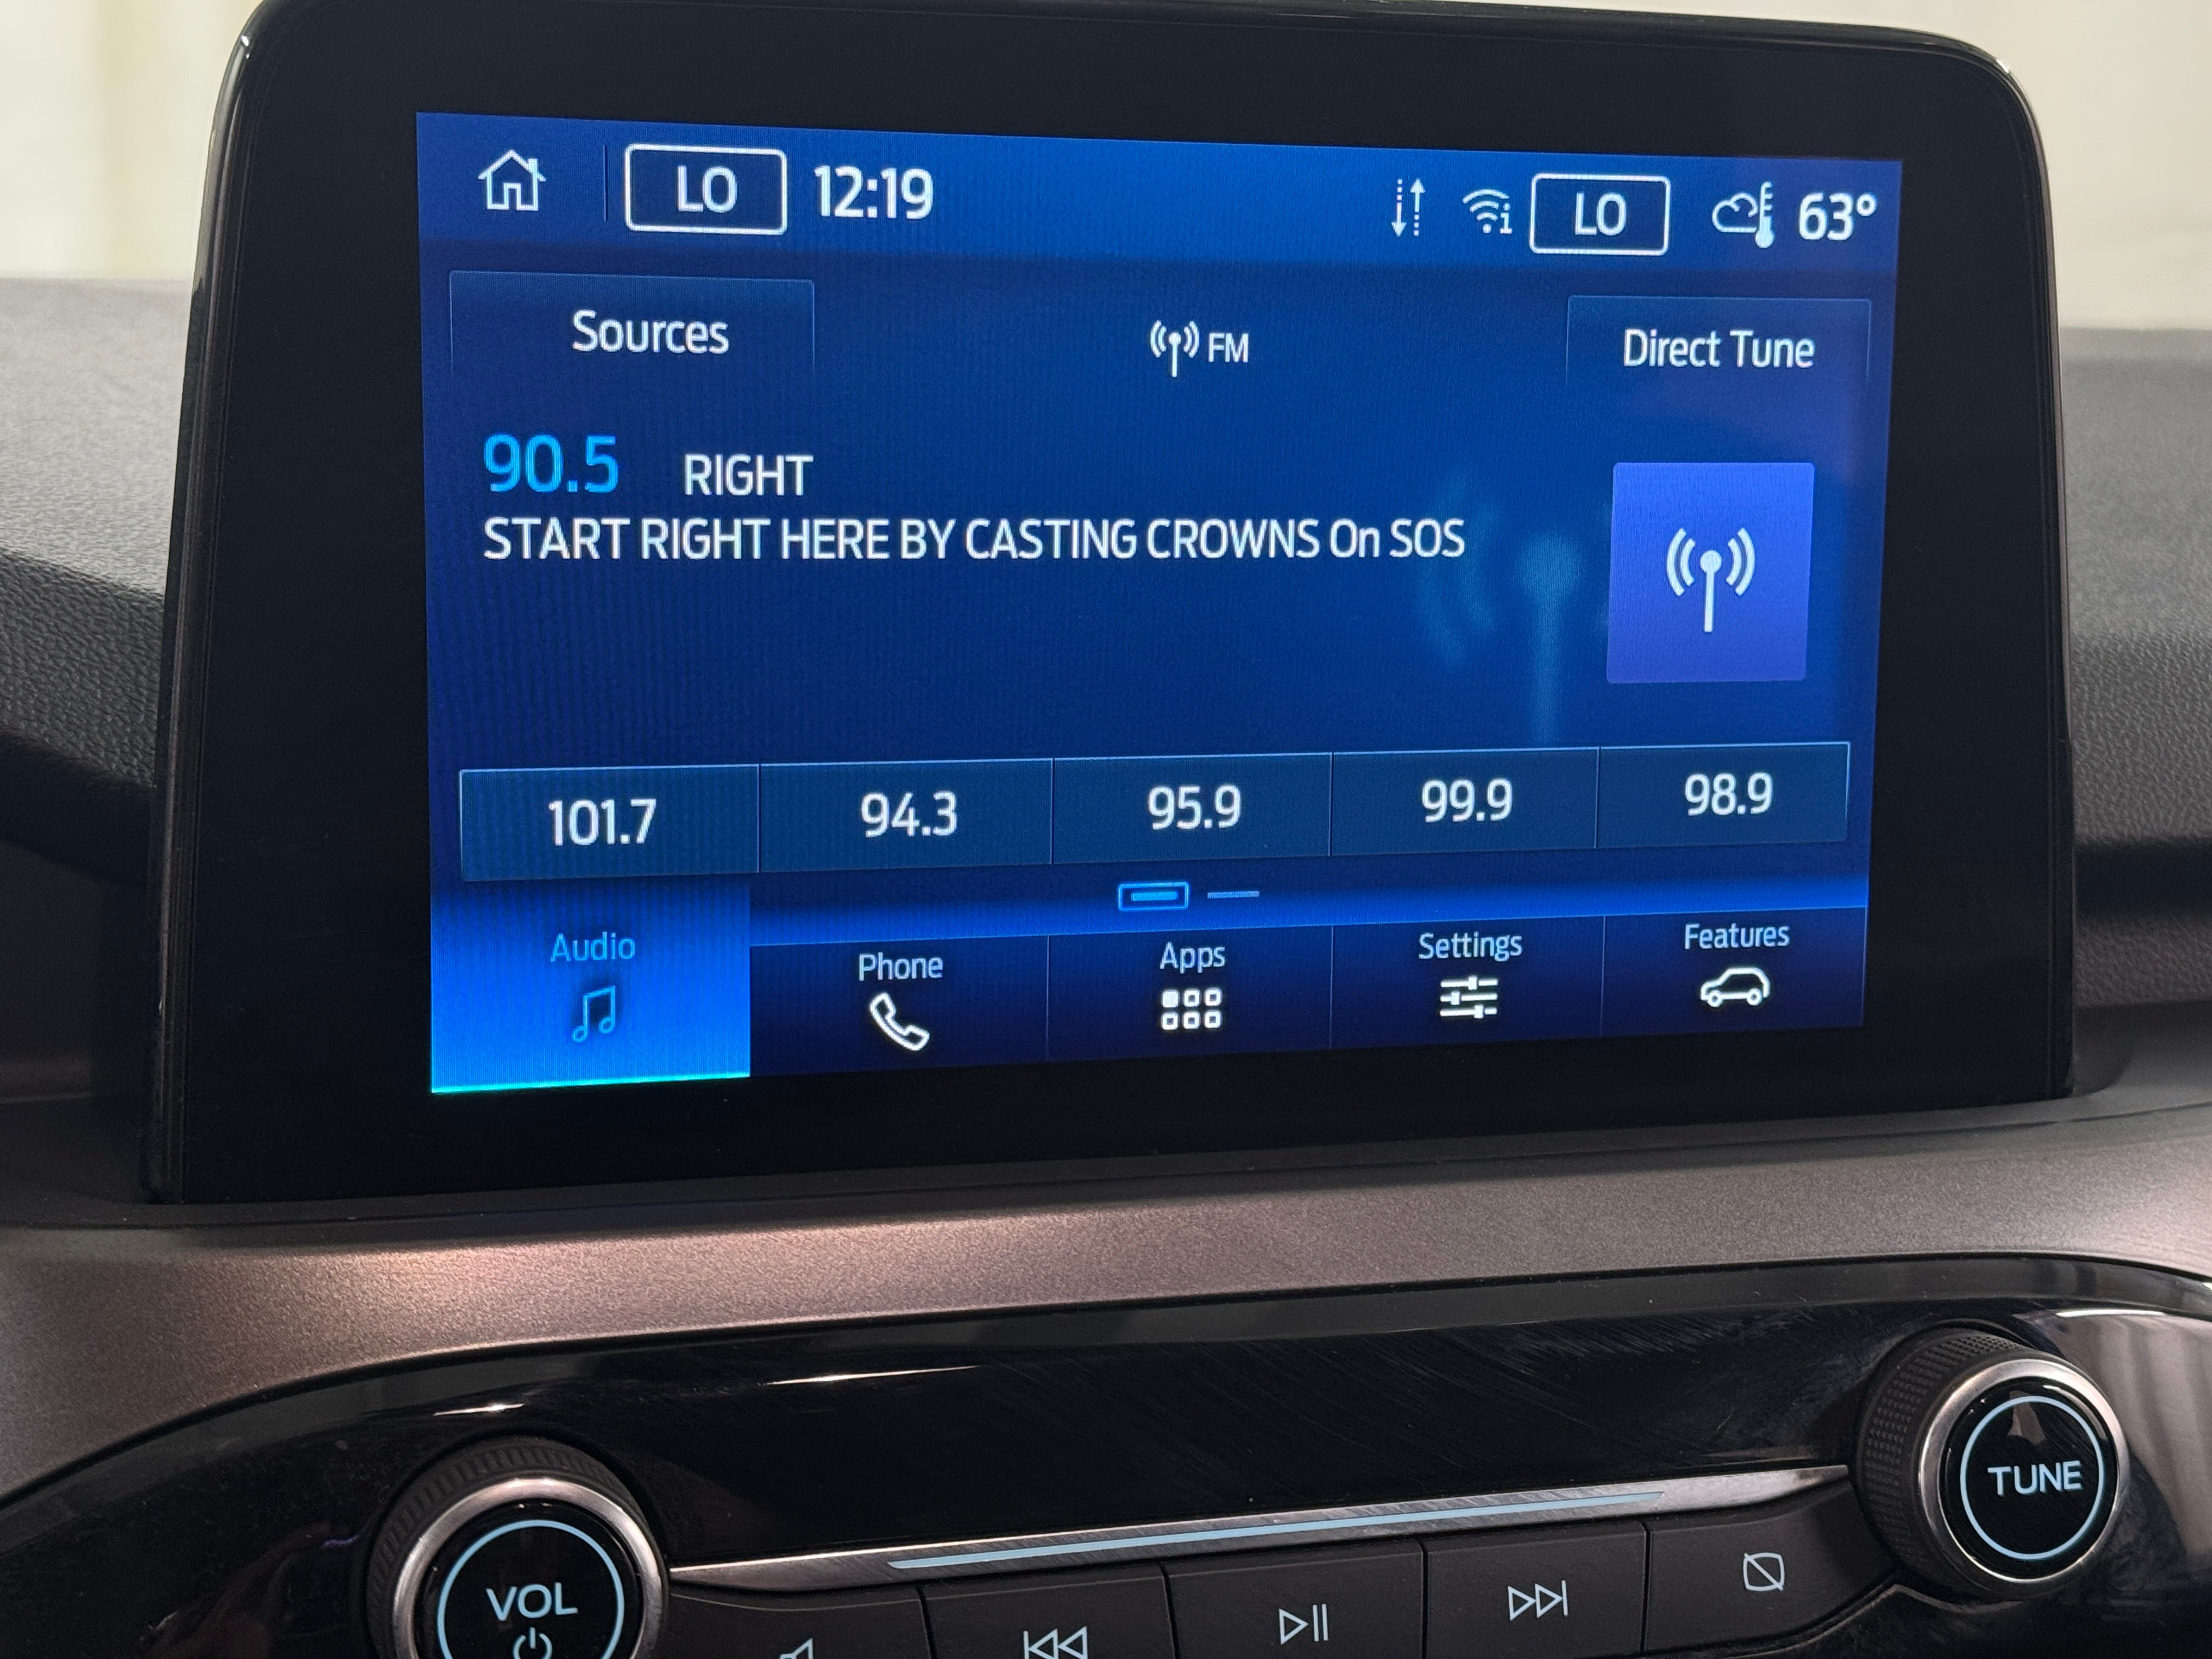 LO 12:19 LO 63°
Sources FM Direct Tune
90.5 RIGHT
START RIGHT HERE BY CASTING CROWNS On SOS
101.7 94.3 95.9 99.9 98.9
Audio Phone Apps Settings Features
TUNE
VOL